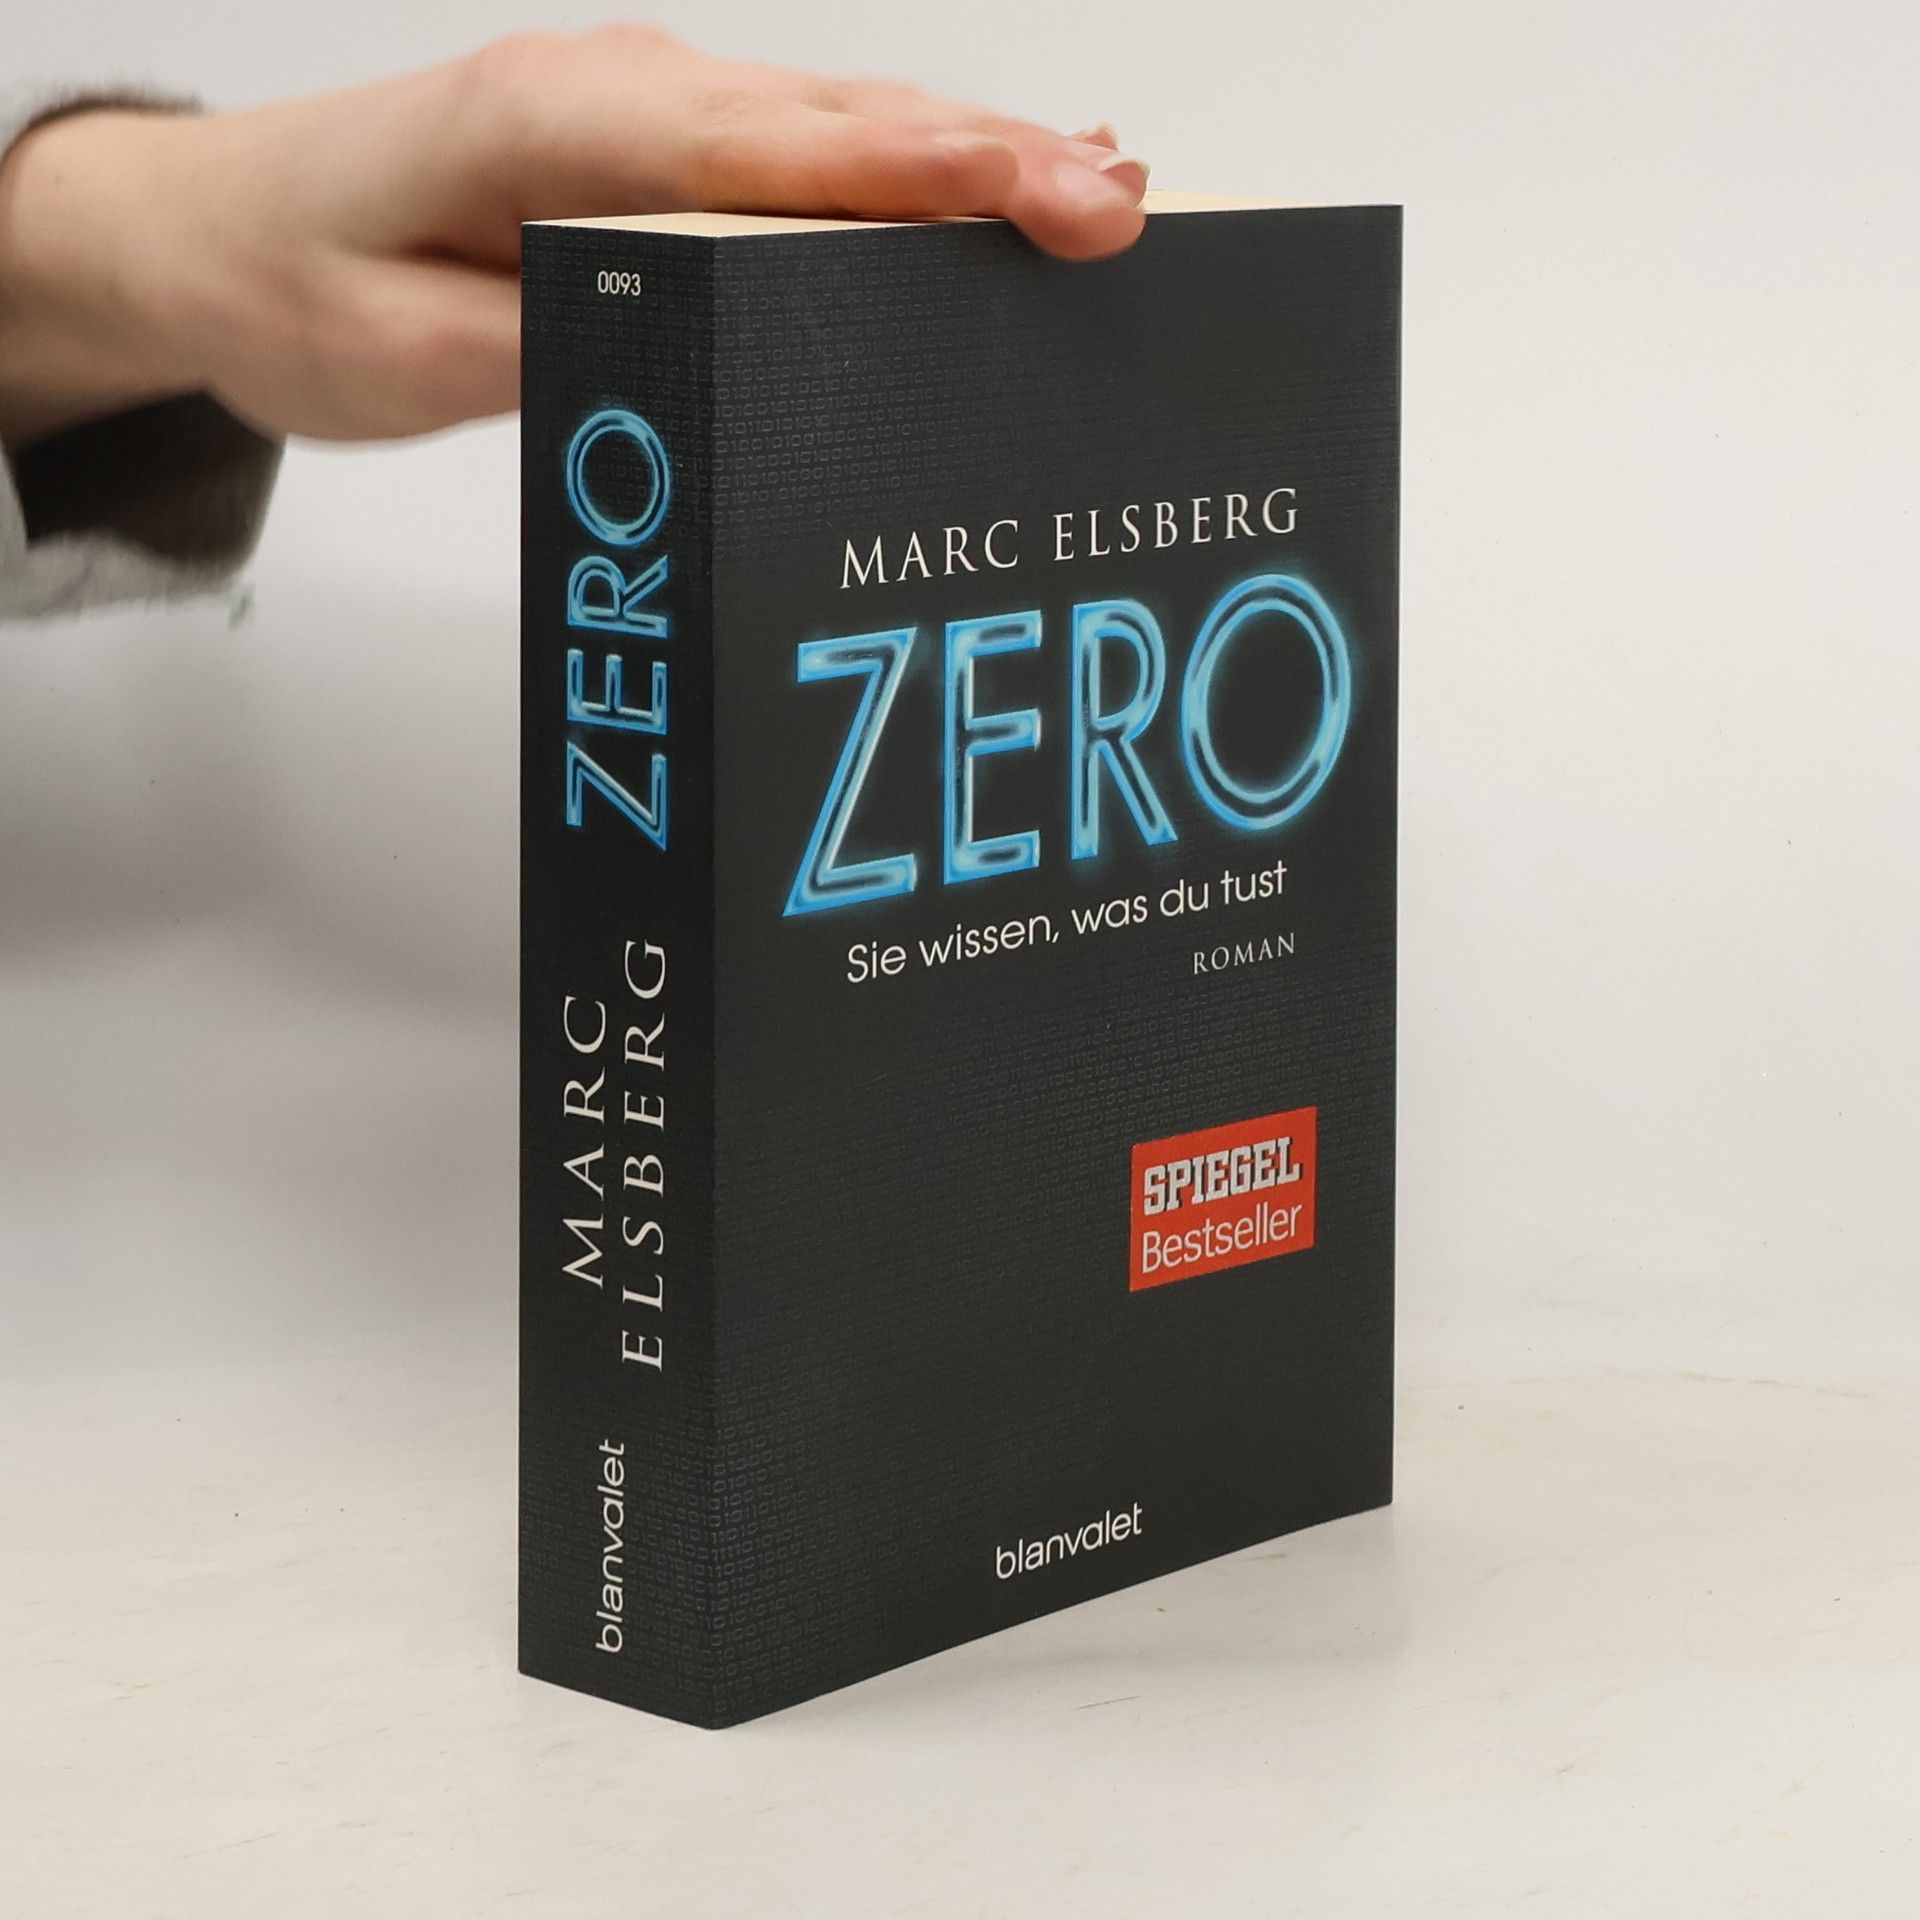 0093
ZERO
MARC
ELSBERG
blanvalet
MARC ELSBERG
ZERO
Sie wissen, was du tust
ROMAN
SPIEGEL
Bestseller
blanvalet